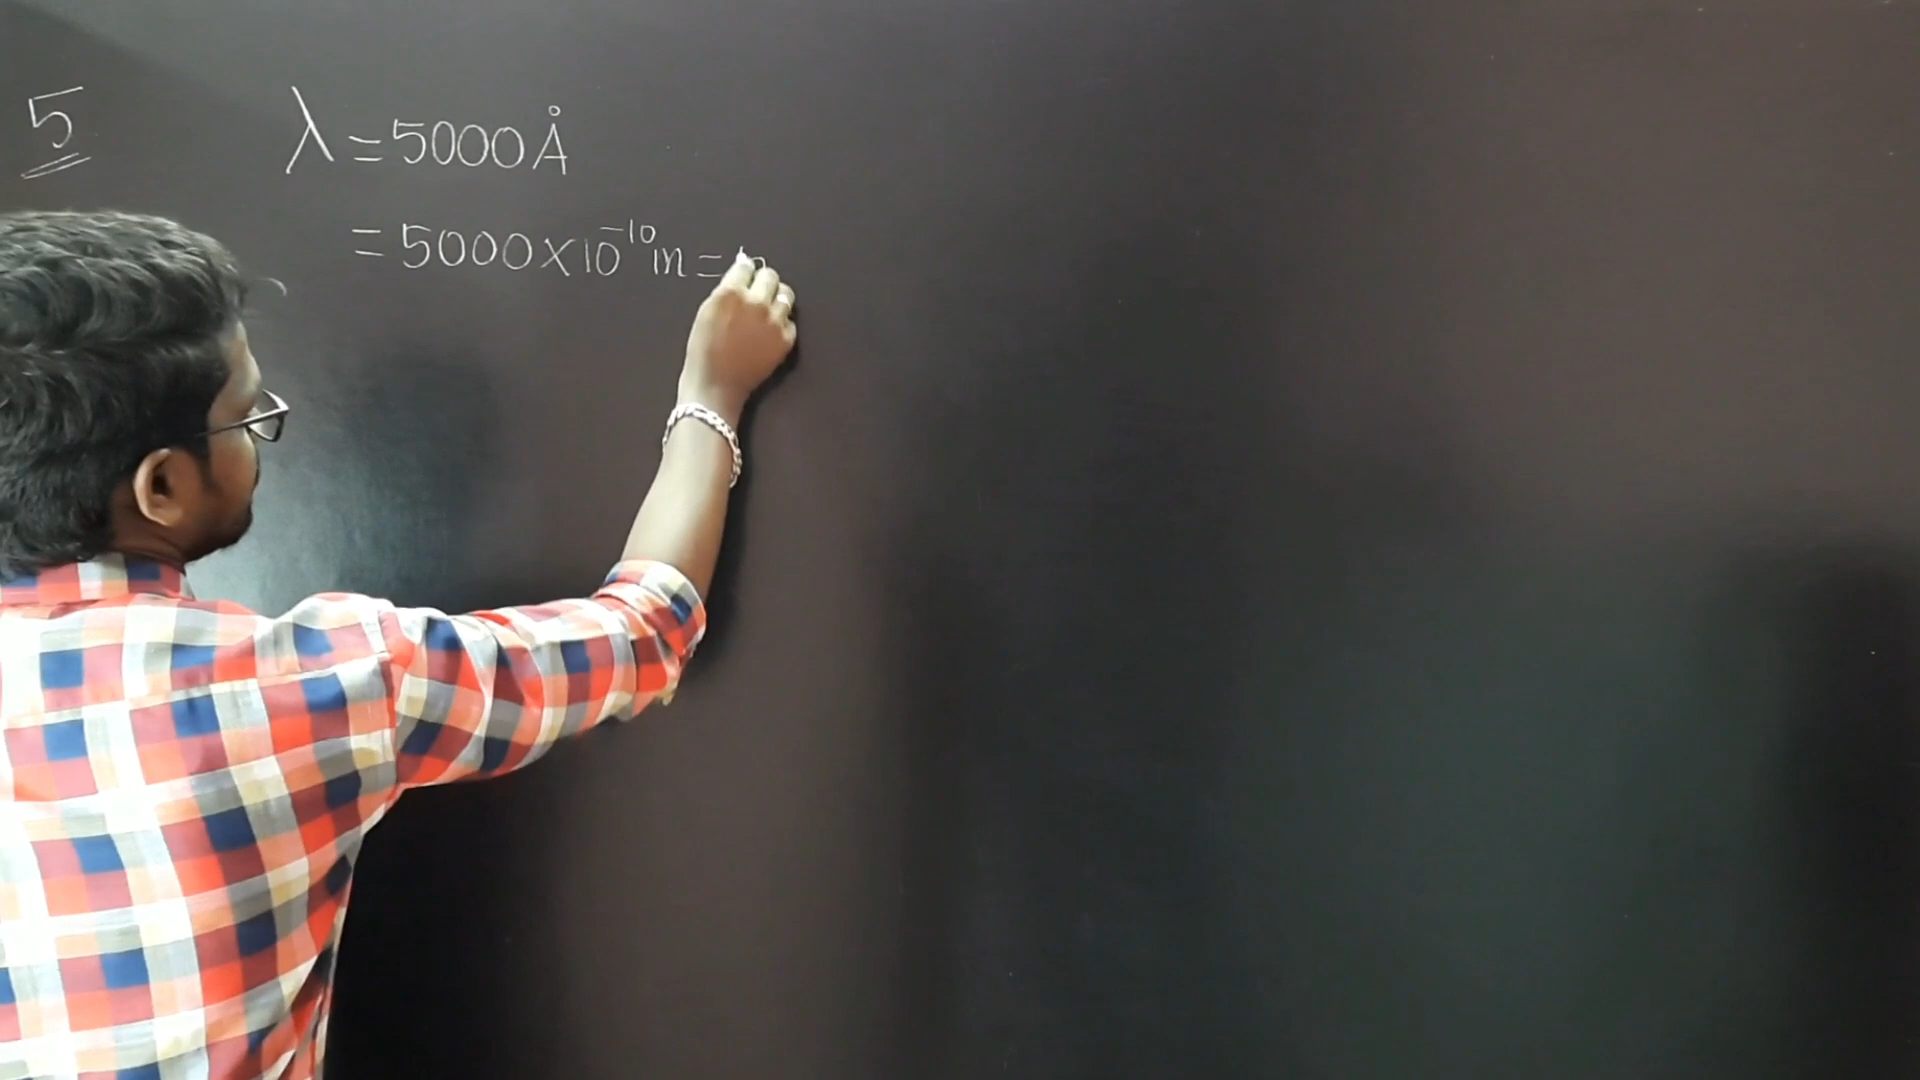 5
λ = 5000 Å
= 5000 × 10⁻¹⁰ m =